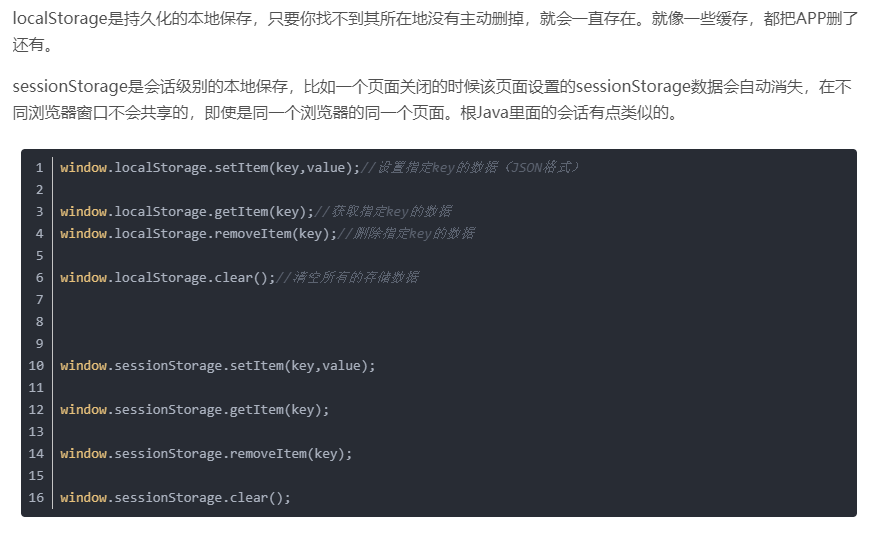 localStorage是持久化的本地保存，只要你找不到其所在地没有主动删掉，就会一直存在。就像一些缓存，都把APP删了
还有。
sessionStorage是会话级别的本地保存，比如一个页面关闭的时候该页面设置的sessionStorage数据会自动消失，在不
同浏览器窗口不会共享的，即使是同一个浏览器的同一个页面。根Java里面的会话有点类似的。
1 window.localStorage.setItem(key,value);//设置指定key的数据（JSON格式）
2
3 window.localStorage.getItem(key);//获取指定key的数据
4 window.localStorage.removeItem(key);//删除指定key的数据
5
6 window.localStorage.clear();//清空所有的存储数据
7
8
9
10 window.sessionStorage.setItem(key,value);
11
12 window.sessionStorage.getItem(key);
13
14 window.sessionStorage.removeItem(key);
15
16 window.sessionStorage.clear();